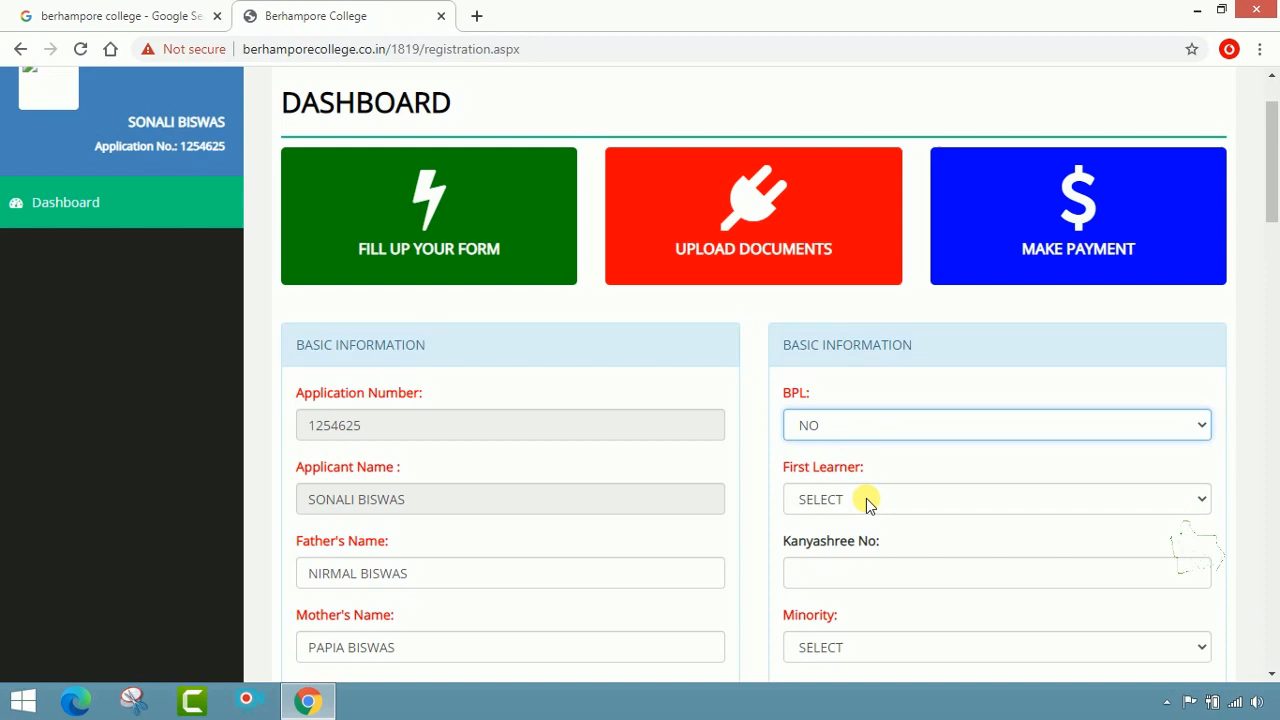 berhampore college - Google Se
Berhampore College
Not secure
berhamporecollege.co.in/1819/registration.aspx
SONALI BISWAS
Application No.: 1254625
Dashboard
DASHBOARD
FILL UP YOUR FORM
UPLOAD DOCUMENTS
MAKE PAYMENT
BASIC INFORMATION
Application Number:
1254625
Applicant Name :
SONALI BISWAS
Father's Name:
NIRMAL BISWAS
Mother's Name:
PAPIA BISWAS
BASIC INFORMATION
BPL:
NO
First Learner:
SELECT
Kanyashree No:
Minority:
SELECT